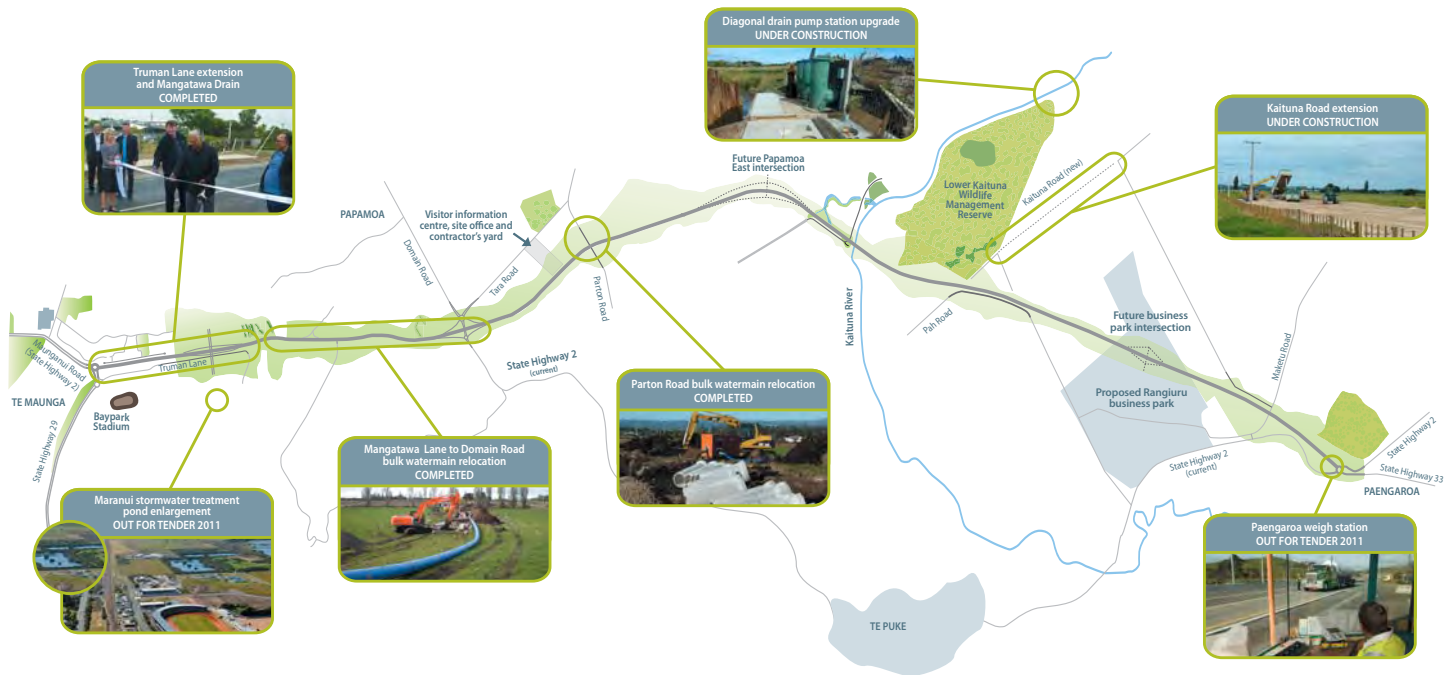 Diagonal drain pump station upgrade
UNDER CONSTRUCTION
Truman Lane extension
and Mangatawa Drain
COMPLETED
Kaituna Road extension
UNDER CONSTRUCTION
Future Papamoa
East intersection
Lower Kaituna
Wildlife
Management
Reserve
Kaituna Road (new)
PAPAMOA
Visitor information
centre, site office and
contractor's yard
Domain Road
Tara Road
Parton Road
Kaituna River
Pah Road
Future business
park intersection
Maketu Road
Maunganui Road
(State Highway 2)
Truman Lane
TE MAUNGA
Baypark
Stadium
State Highway 29
State Highway 2
(current)
Parton Road bulk watermain relocation
COMPLETED
Proposed Rangiuru
business park
State Highway 2
(current)
State Highway 2
State Highway 33
PAENGAROA
Mangatawa Lane to Domain Road
bulk watermain relocation
COMPLETED
Maranui stormwater treatment
pond enlargement
OUT FOR TENDER 2011
Paengaroa weigh station
OUT FOR TENDER 2011
TE PUKE